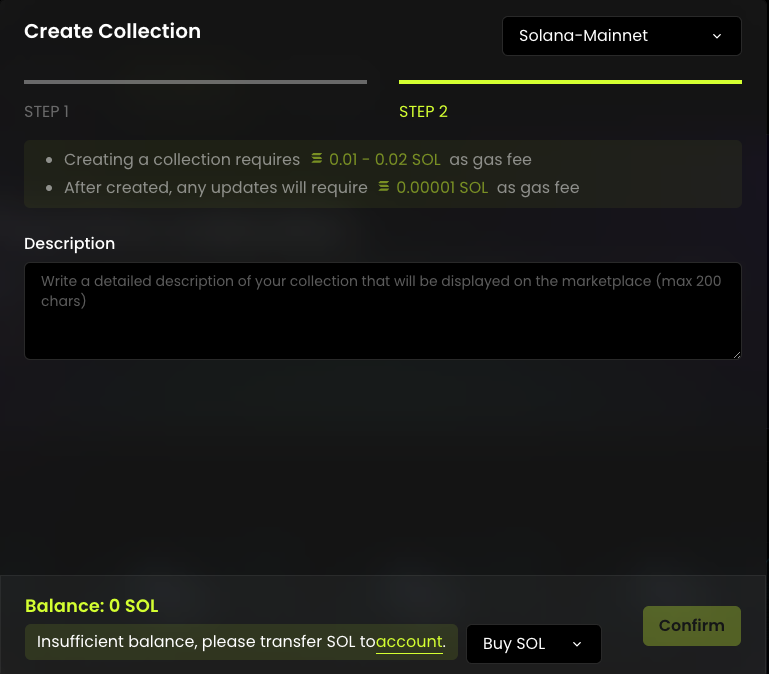 Create Collection
Solana-Mainnet
STEP 1
STEP 2
Creating a collection requires 0.01 - 0.02 SOL as gas fee
After created, any updates will require 0.00001 SOL as gas fee
Description
Write a detailed description of your collection that will be displayed on the marketplace (max 200
chars)
Balance: 0 SOL
Insufficient balance, please transfer SOL toaccount.
Buy SOL
Confirm